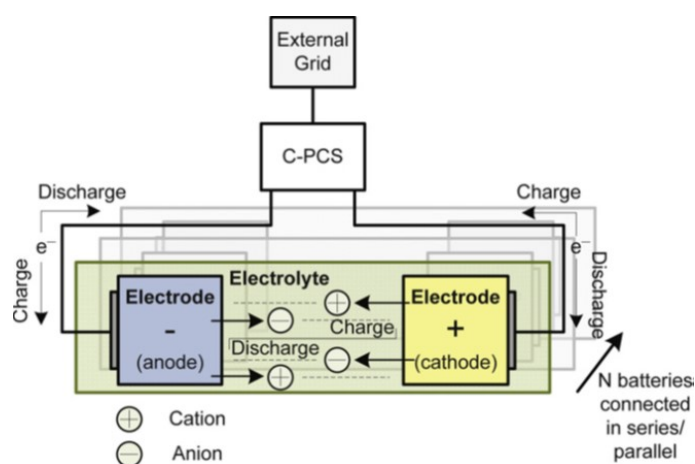 External
Grid
C-PCS
Discharge
Charge
e⁻
e⁻
Charge
Discharge
Electrolyte
Electrode
-
(anode)
Electrode
+
(cathode)
+
−
Charge
Discharge
−
+
N batteries
connected
in series/
parallel
+ Cation
− Anion